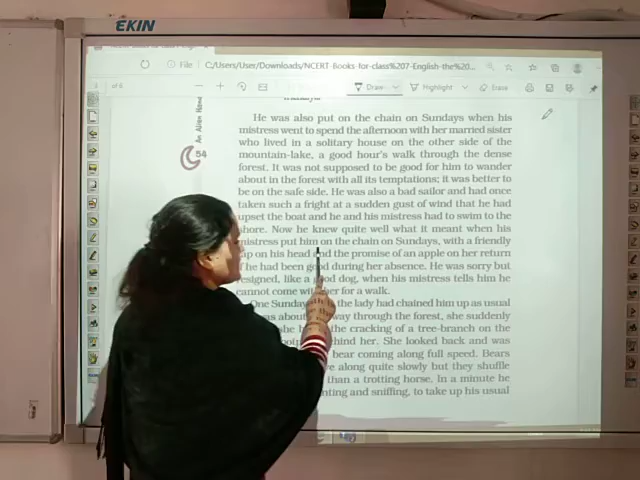 EKIN
File C:/Users/User/Downloads/NCERT-Books-for-class%207-English-the%20...
of 6 Draw Highlight Erase
An Alien Hand
54
He was also put on the chain on Sundays when his
mistress went to spend the afternoon with her married sister
who lived in a solitary house on the other side of the
mountain-lake, a good hour's walk through the dense
forest. It was not supposed to be good for him to wander
about in the forest with all its temptations; it was better to
be on the safe side. He was also a bad sailor and had once
taken such a fright at a sudden gust of wind that he had
upset the boat and he and his mistress had to swim to the
shore. Now he knew quite well what it meant when his
mistress put him on the chain on Sundays, with a friendly
on his head and the promise of an apple on her return
he had been good during her absence. He was sorry but
resigned, like a good dog, when his mistress tells him he
cannot come with her for a walk.
One Sunday the lady had chained him up as usual
was about way through the forest, she suddenly
she the cracking of a tree-branch on the
behind her. She looked back and was
bear coming along full speed. Bears
along quite slowly but they shuffle
than a trotting horse. In a minute he
and sniffing, to take up his usual